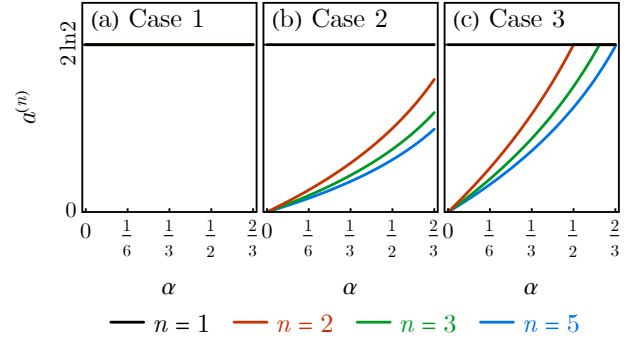 (a) Case 1 (b) Case 2 (c) Case 3
2 ln2
a^(n)
0
0 1/6 1/3 1/2 2/3 0 1/6 1/3 1/2 2/3 0 1/6 1/3 1/2 2/3
α α α
n = 1 n = 2 n = 3 n = 5